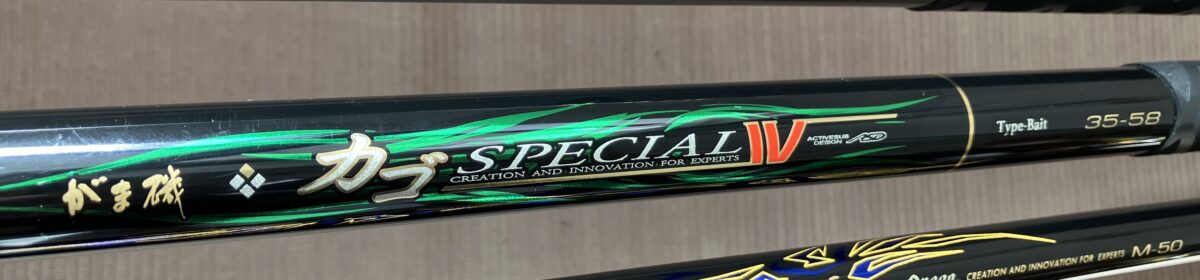 がま磯
カゴ SPECIAL IV
CREATION AND INNOVATION FOR EXPERTS
ACTIVESUS
DESIGN
Type-Bait 35-58
CREATION AND INNOVATION FOR EXPERTS M-50